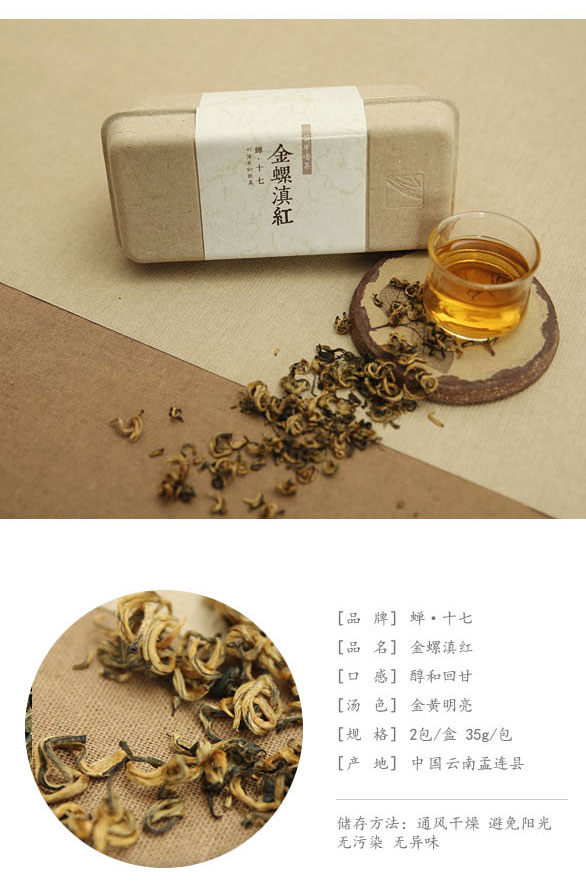 金螺滇紅
蝉·十七
[品 牌] 蝉·十七
[品 名] 金螺滇红
[口 感] 醇和回甘
[汤 色] 金黄明亮
[规 格] 2包/盒 35g/包
[产 地] 中国云南孟连县
储存方法: 通风干燥 避免阳光
无污染 无异味